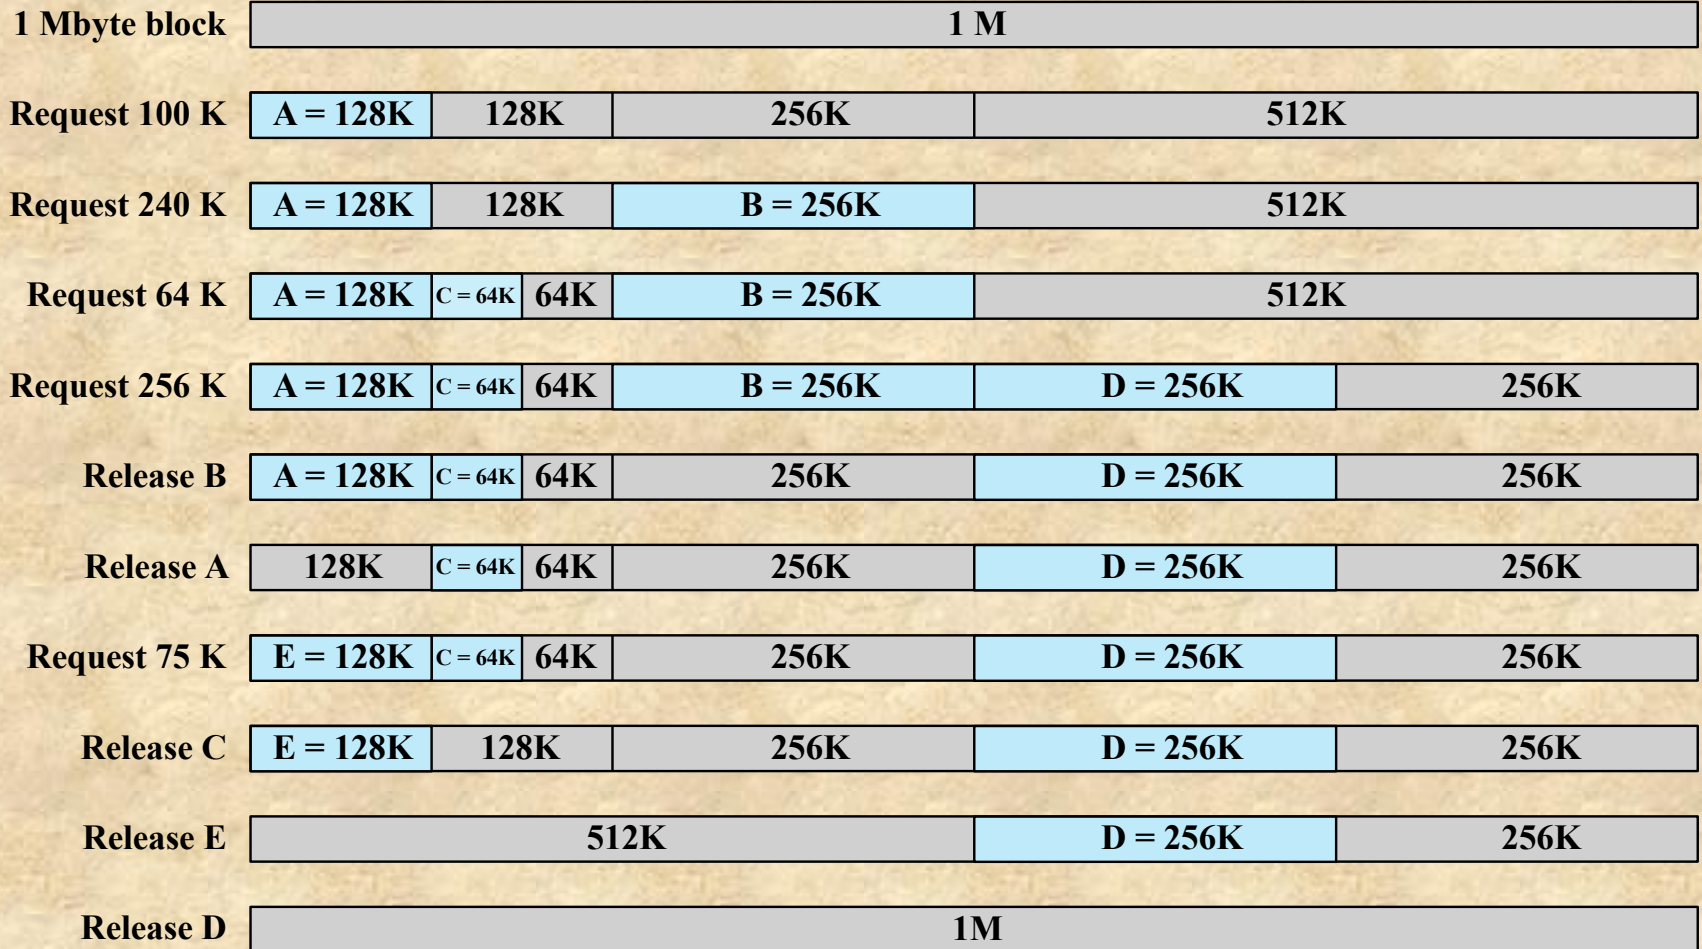 1 Mbyte block 1 M
Request 100 K A = 128K 128K 256K 512K
Request 240 K A = 128K 128K B = 256K 512K
Request 64 K A = 128K C = 64K 64K B = 256K 512K
Request 256 K A = 128K C = 64K 64K B = 256K D = 256K 256K
Release B A = 128K C = 64K 64K 256K D = 256K 256K
Release A 128K C = 64K 64K 256K D = 256K 256K
Request 75 K E = 128K C = 64K 64K 256K D = 256K 256K
Release C E = 128K 128K 256K D = 256K 256K
Release E 512K D = 256K 256K
Release D 1M